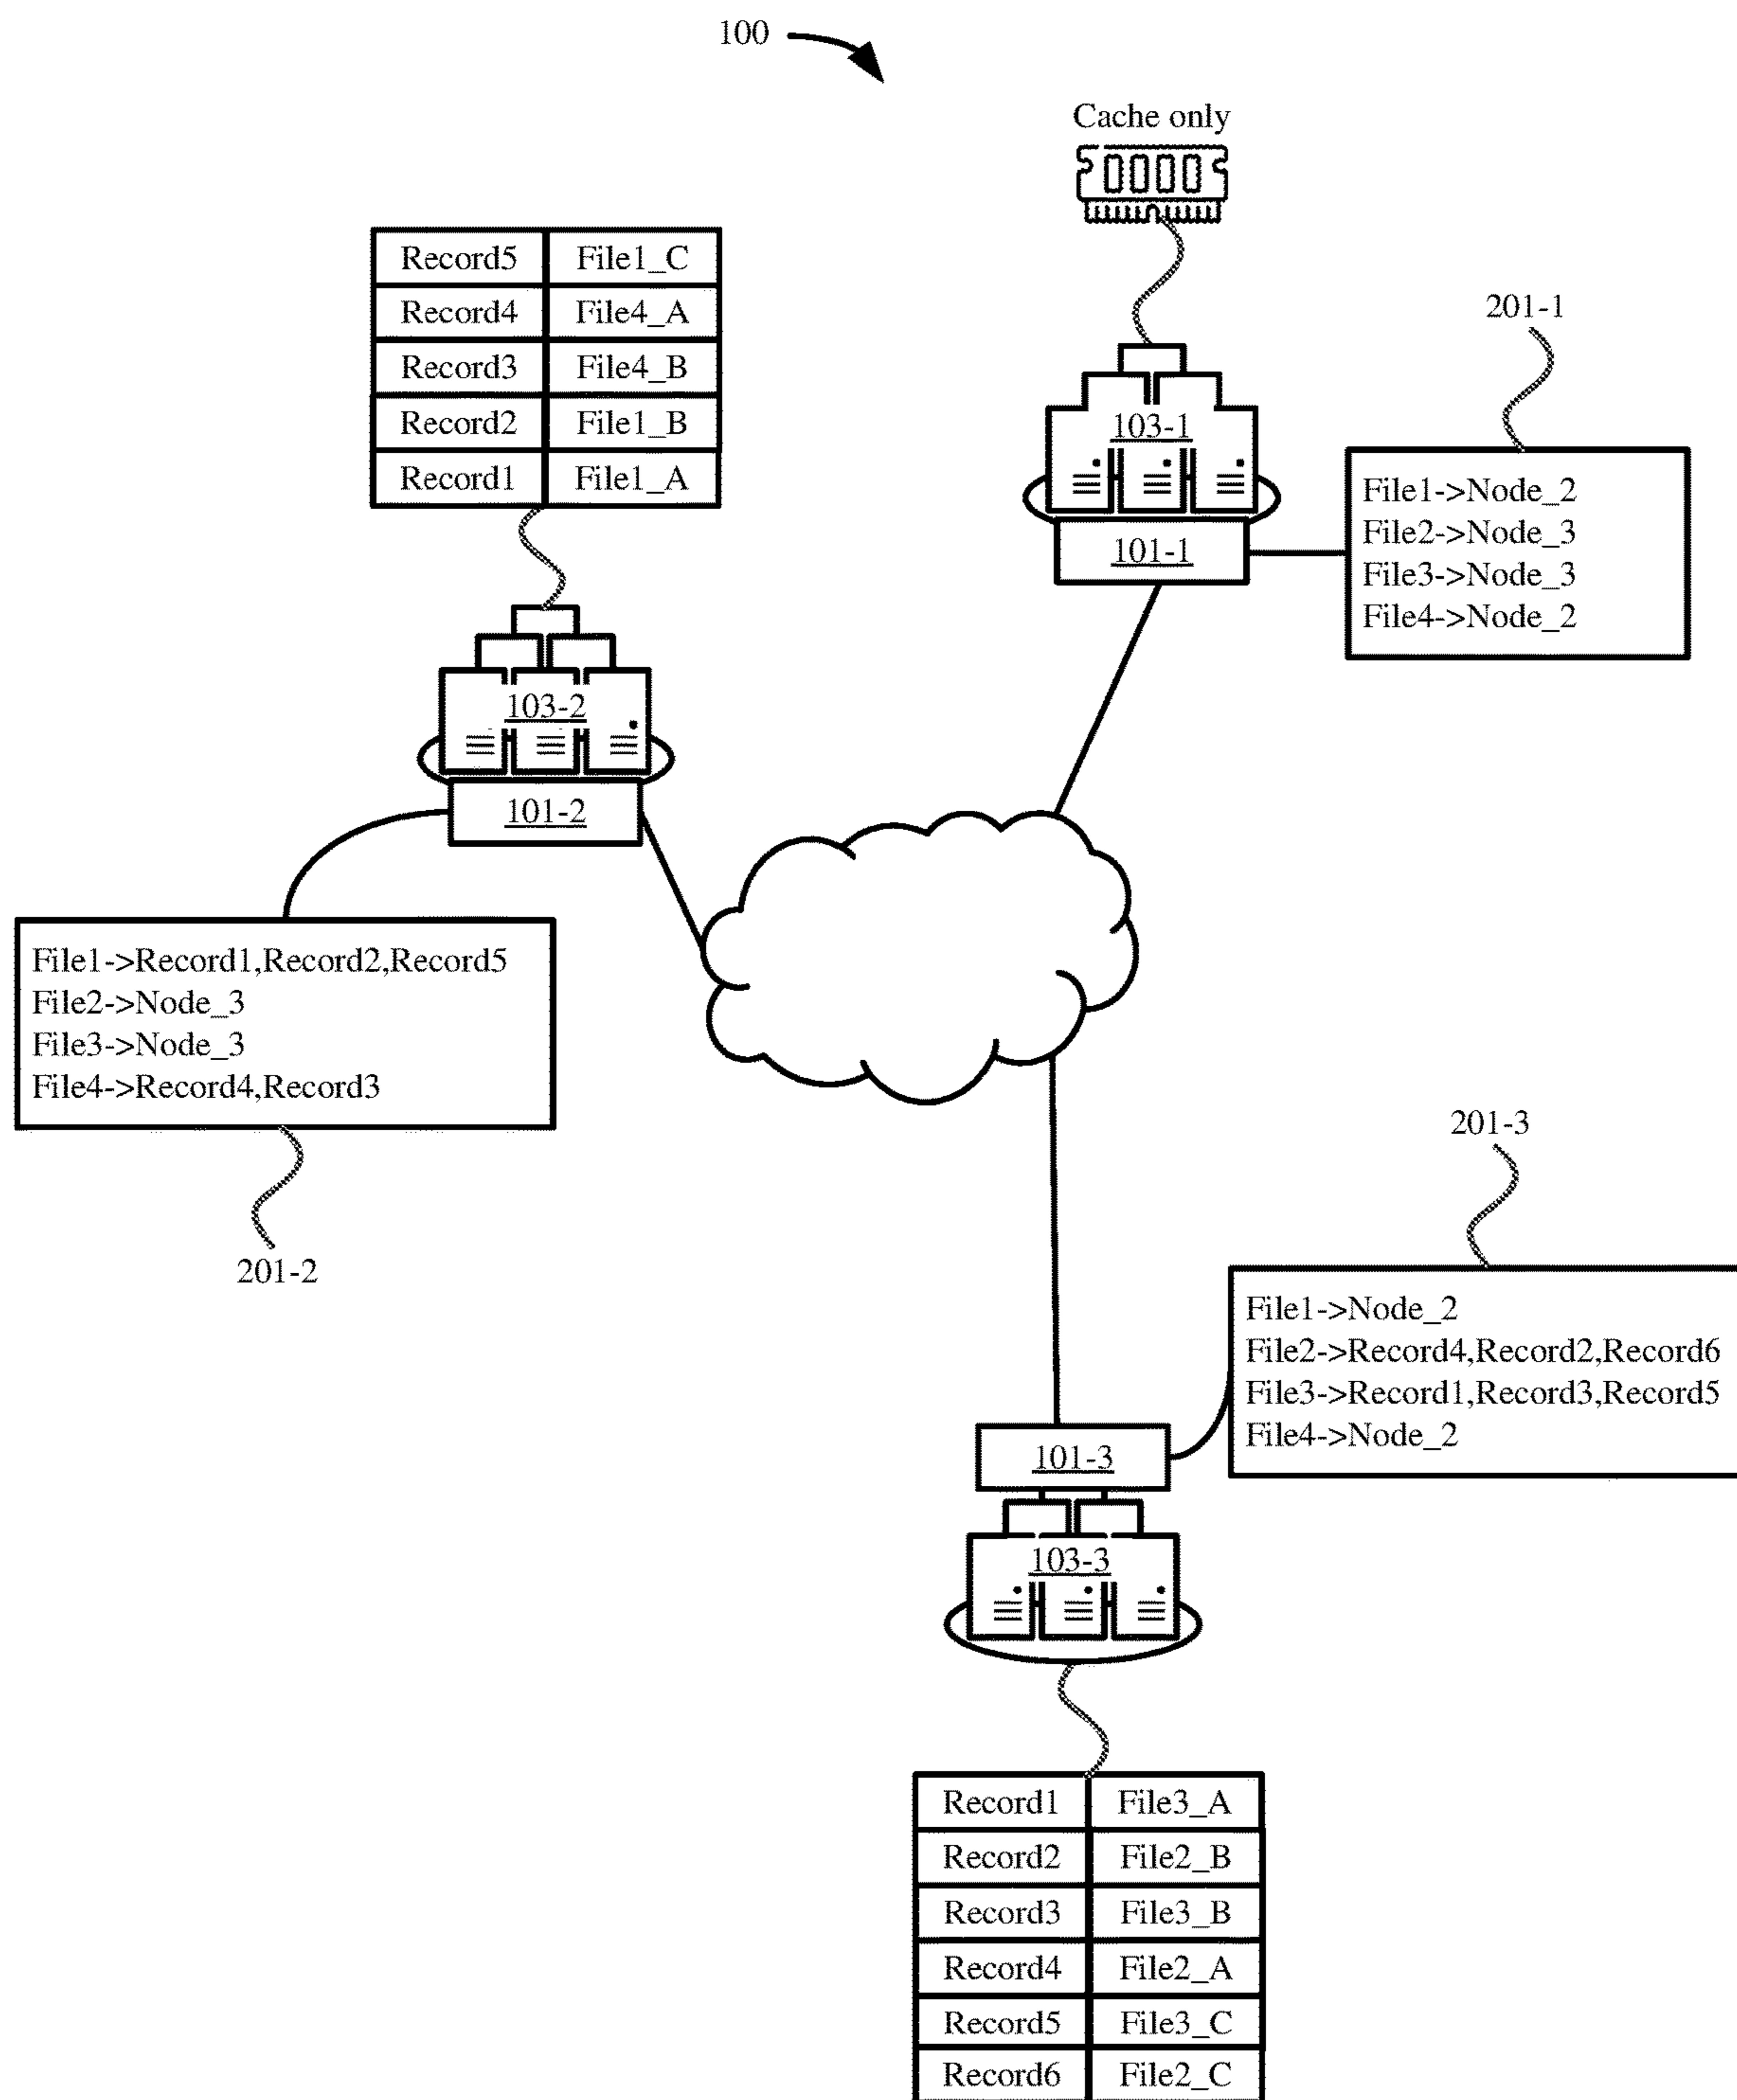 100
Cache only
Record5 File1_C
Record4 File4_A
Record3 File4_B
Record2 File1_B
Record1 File1_A
201-1
103-1
101-1
File1->Node_2
File2->Node_3
File3->Node_3
File4->Node_2
103-2
101-2
File1->Record1,Record2,Record5
File2->Node_3
File3->Node_3
File4->Record4,Record3
201-2
201-3
File1->Node_2
File2->Record4,Record2,Record6
File3->Record1,Record3,Record5
File4->Node_2
101-3
103-3
Record1 File3_A
Record2 File2_B
Record3 File3_B
Record4 File2_A
Record5 File3_C
Record6 File2_C